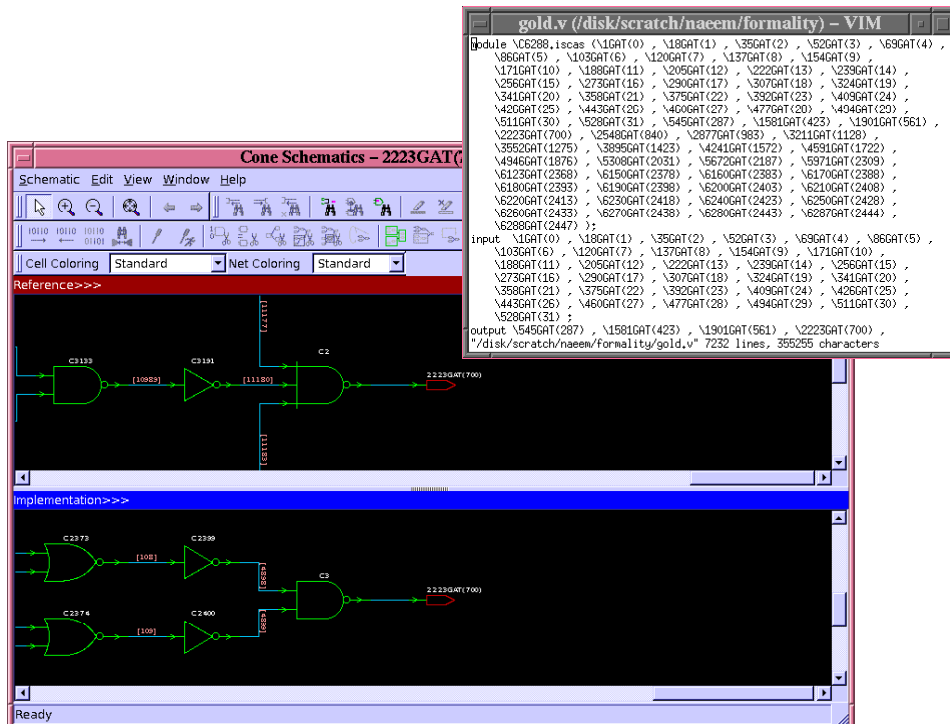 gold.v (/disk/scratch/naeem/formality) – VIM
module \C6288.iscas (\1GAT(0) , \18GAT(1) , \35GAT(2) , \52GAT(3) , \69GAT(4) ,
\86GAT(5) , \103GAT(6) , \120GAT(7) , \137GAT(8) , \154GAT(9) ,
\171GAT(10) , \188GAT(11) , \205GAT(12) , \222GAT(13) , \239GAT(14) ,
\256GAT(15) , \273GAT(16) , \290GAT(17) , \307GAT(18) , \324GAT(19) ,
\341GAT(20) , \358GAT(21) , \375GAT(22) , \392GAT(23) , \409GAT(24) ,
\426GAT(25) , \443GAT(26) , \460GAT(27) , \477GAT(28) , \494GAT(29) ,
\511GAT(30) , \528GAT(31) , \545GAT(287) , \1581GAT(423) , \1901GAT(561) ,
\2223GAT(700) , \2548GAT(840) , \2877GAT(983) , \3211GAT(1128) ,
\3552GAT(1275) , \3895GAT(1423) , \4241GAT(1572) , \4591GAT(1722) ,
\4946GAT(1876) , \5308GAT(2031) , \5672GAT(2187) , \5971GAT(2309) ,
\6123GAT(2368) , \6150GAT(2378) , \6160GAT(2383) , \6170GAT(2388) ,
\6180GAT(2393) , \6190GAT(2398) , \6200GAT(2403) , \6210GAT(2408) ,
\6220GAT(2413) , \6230GAT(2418) , \6240GAT(2423) , \6250GAT(2428) ,
\6260GAT(2433) , \6270GAT(2438) , \6280GAT(2443) , \6287GAT(2444) ,
\6288GAT(2447) );
input \1GAT(0) , \18GAT(1) , \35GAT(2) , \52GAT(3) , \69GAT(4) , \86GAT(5) ,
\103GAT(6) , \120GAT(7) , \137GAT(8) , \154GAT(9) , \171GAT(10) ,
\188GAT(11) , \205GAT(12) , \222GAT(13) , \239GAT(14) , \256GAT(15) ,
\273GAT(16) , \290GAT(17) , \307GAT(18) , \324GAT(19) , \341GAT(20) ,
\358GAT(21) , \375GAT(22) , \392GAT(23) , \409GAT(24) , \426GAT(25) ,
\443GAT(26) , \460GAT(27) , \477GAT(28) , \494GAT(29) , \511GAT(30) ,
\528GAT(31) ;
output \545GAT(287) , \1581GAT(423) , \1901GAT(561) , \2223GAT(700) ,
"/disk/scratch/naeem/formality/gold.v" 7232 lines, 355255 characters
Cone Schematics – 2223GAT(7
Schematic Edit View Window Help
Cell Coloring Standard Net Coloring Standard
Reference>>>
[11177]
C3133 C3191 C2
[10989] [11180] 2223GAT(700)
[11183]
Implementation>>>
C2373 C2399
[108] [4898] C3
2223GAT(700)
C2374 C2400
[109] [4899]
Ready